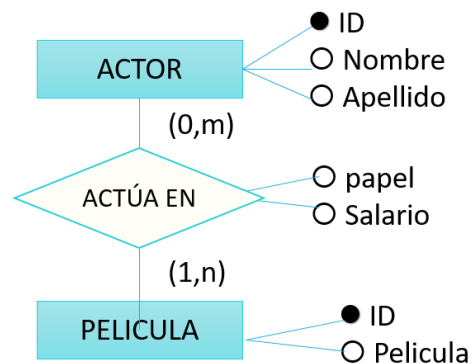 ID
ACTOR
Nombre
Apellido
(0,m)
ACTÚA EN
papel
Salario
(1,n)
PELICULA
ID
Pelicula